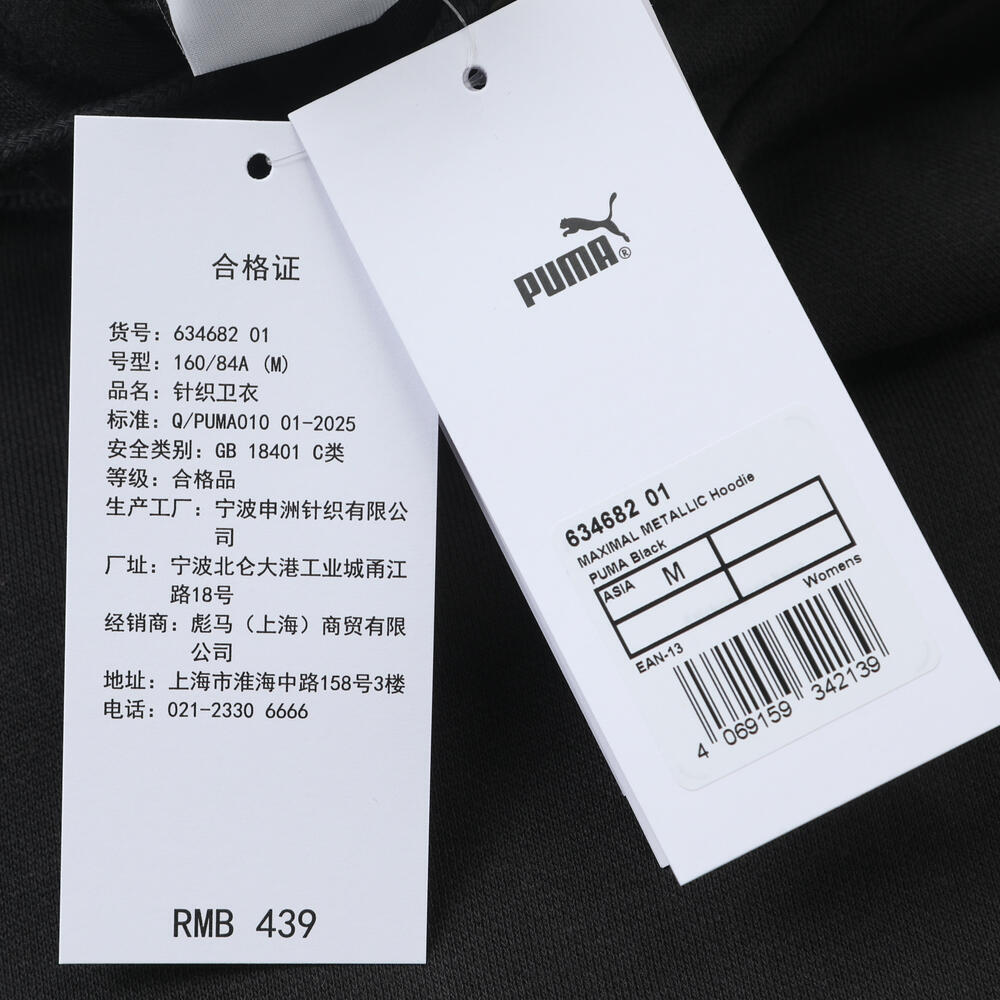 合格证
货号：634682 01
号型：160/84A (M)
品名：针织卫衣
标准：Q/PUMA010 01-2025
安全类别：GB 18401 C类
等级：合格品
生产工厂：宁波申洲针织有限公
司
厂址：宁波北仑大港工业城甬江
路18号
经销商：彪马（上海）商贸有限
公司
地址：上海市淮海中路158号3楼
电话：021-2330 6666
RMB 439
PUMA®
634682 01
MAXIMAL METALLIC Hoodie
PUMA Black
ASIA M
Womens
EAN-13
4 069159 342139